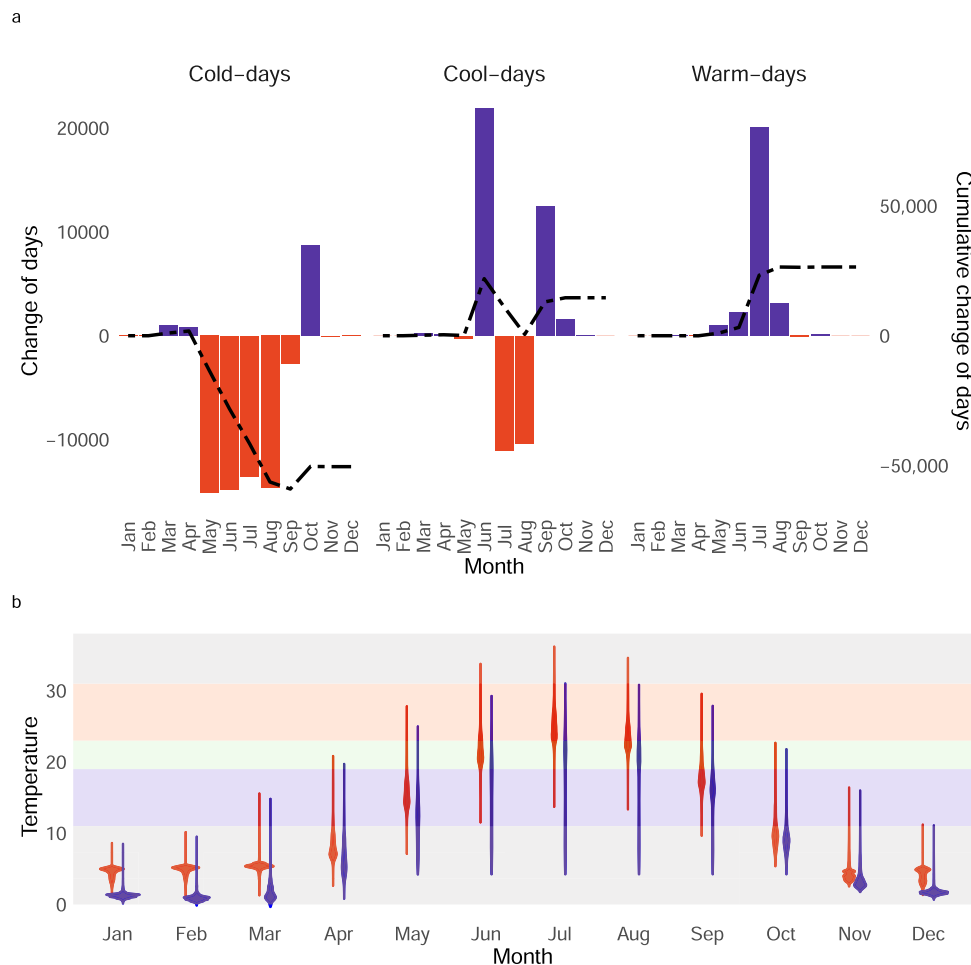 a
Cold–days Cool–days Warm–days
Change of days
20000
10000
0
−10000
Cumulative change of days
50,000
0
−50,000
Jan Feb Mar Apr May Jun Jul Aug Sep Oct Nov Dec Jan Feb Mar Apr May Jun Jul Aug Sep Oct Nov Dec Jan Feb Mar Apr May Jun Jul Aug Sep Oct Nov Dec
Month
b
Temperature
30
20
10
0
Jan Feb Mar Apr May Jun Jul Aug Sep Oct Nov Dec
Month